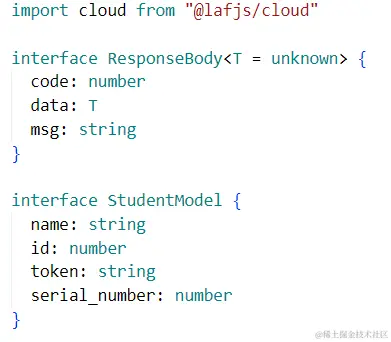 import cloud from "@lafjs/cloud"
interface ResponseBody<T = unknown> {
  code: number
  data: T
  msg: string
}
interface StudentModel {
  name: string
  id: number
  token: string
  serial_number: number
}
@稀土掘金技术社区